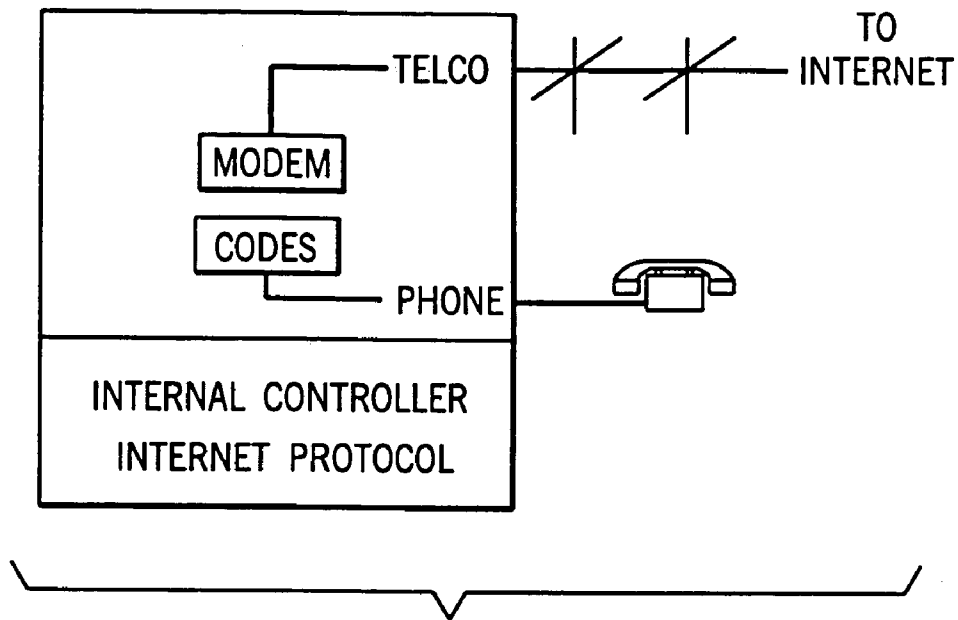 TO
INTERNET
TELCO
MODEM
CODES
PHONE
INTERNAL CONTROLLER
INTERNET PROTOCOL